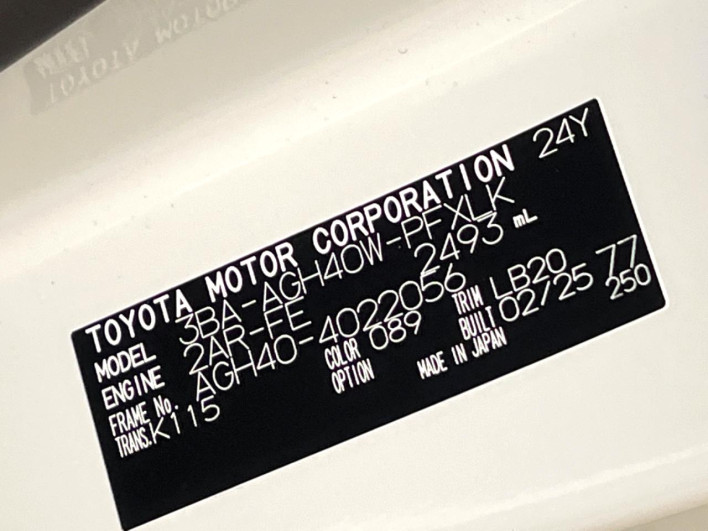 TOYOTA MOTOR CORPORATION 24Y
MODEL 3BA-AGH40W-PFXLK
ENGINE 2AR-FE 2493 mL
FRAME No. AGH40-4022056
COLOR 089 TRIM LB20 77
TRANS. K115 OPTION BUILT 02/25 250
MADE IN JAPAN